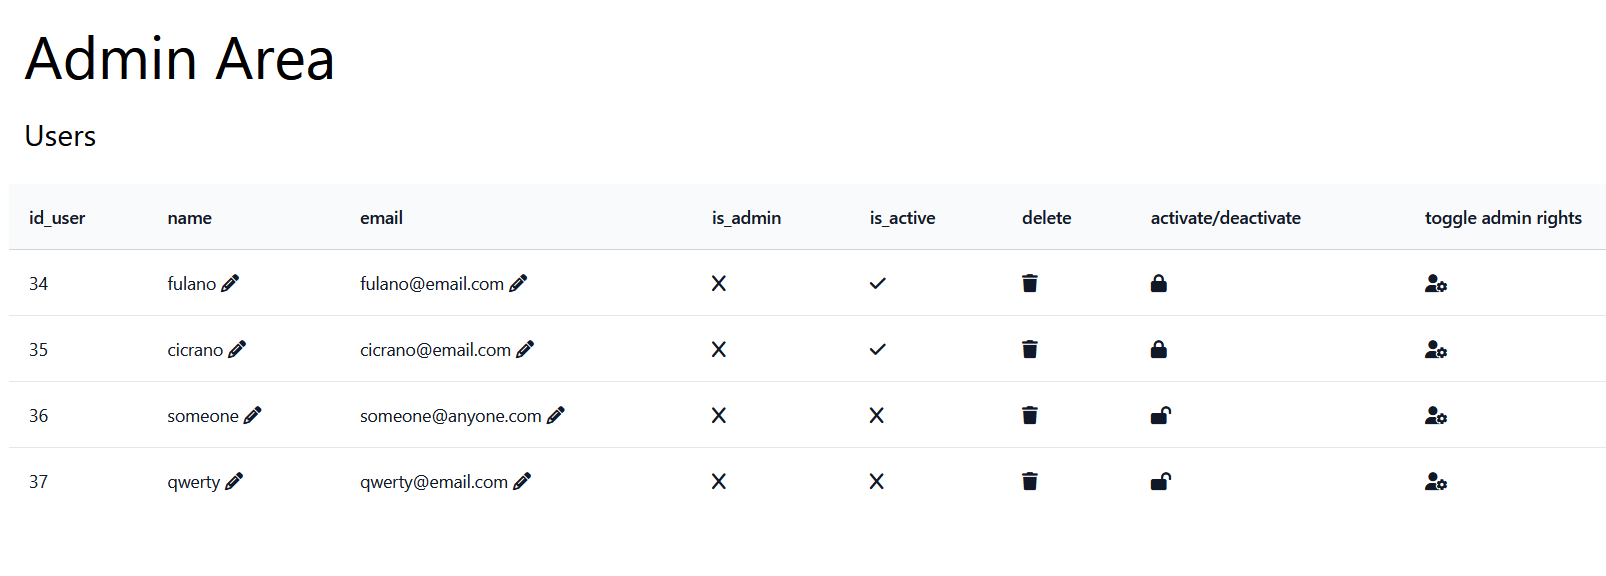 Admin Area
Users
id_user name email is_admin is_active delete activate/deactivate toggle admin rights
34 fulano fulano@email.com
35 cicrano cicrano@email.com
36 someone someone@anyone.com
37 qwerty qwerty@email.com